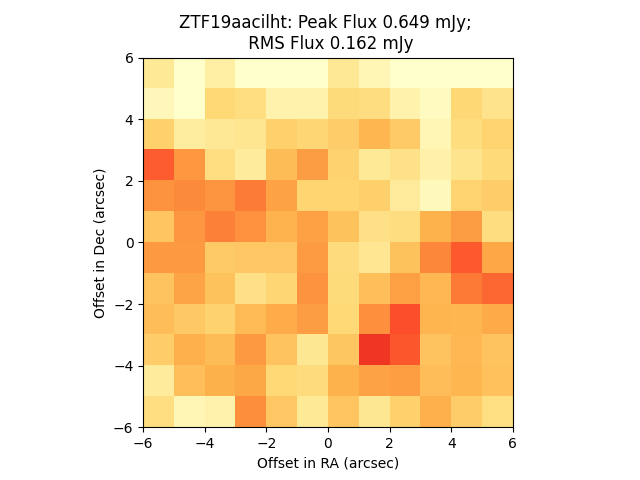 ZTF19aacilht: Peak Flux 0.649 mJy;
RMS Flux 0.162 mJy
6
4
2
0
−2
−4
−6
Offset in Dec (arcsec)
−6 −4 −2 0 2 4 6
Offset in RA (arcsec)